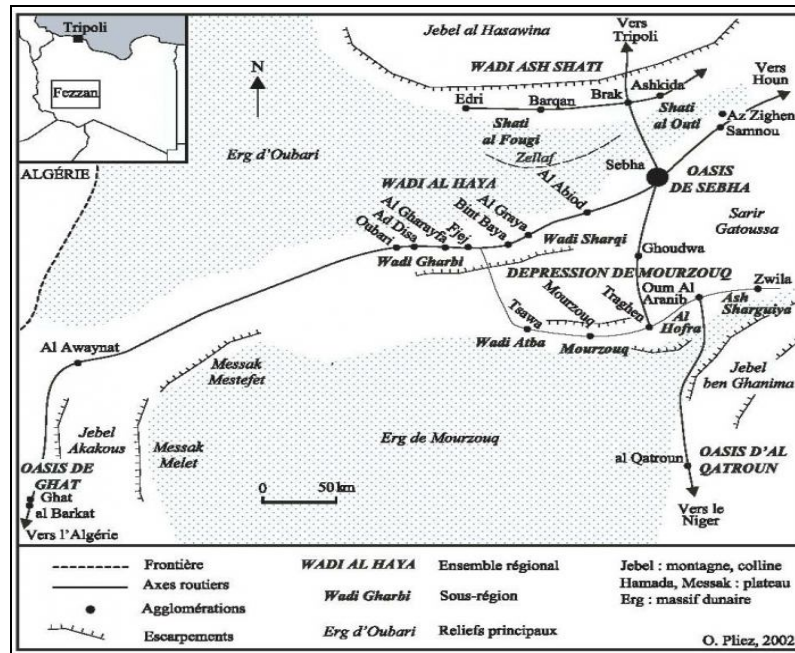 Tripoli
Fezzan
N
ALGÉRIE
Jebel al Hasawina
Vers
Tripoli
WADI ASH SHATI
Vers
Houn
Edri
Barqan
Brak
Ashkida
Shati
al Fougi
Shati
al Outi
Az Zighen
Samnou
Zellaf
Erg d'Oubari
Sebha
OASIS
DE SEBHA
WADI AL HAYA
Al Abiod
Al Graya
Bint Baya
Fjej
Al Gharayfa
Ad Disa
Oubari
Wadi Gharbi
Wadi Sharqi
Sarir
Gatoussa
Ghoudwa
DEPRESSION DE MOURZOUQ
Oum Al
Aranib
Zwila
Ash
Sharguiya
Al
Hofra
Traghen
Mourzouq
Tsawa
Wadi Atba
Mourzouq
Al Awaynat
Messak
Mestefet
Jebel
ben Ghanima
Jebel
Akakous
Messak
Melet
Erg de Mourzouq
OASIS DE
GHAT
Ghat
al Barkat
Vers l'Algérie
0 50 km
al Qatroun
OASIS D'AL
QATROUN
Vers le
Niger
Frontière
Axes routiers
Agglomérations
Escarpements
WADI AL HAYA Ensemble régional
Wadi Gharbi Sous-région
Erg d'Oubari Reliefs principaux
Jebel : montagne, colline
Hamada, Messak : plateau
Erg : massif dunaire
O. Pliez, 2002